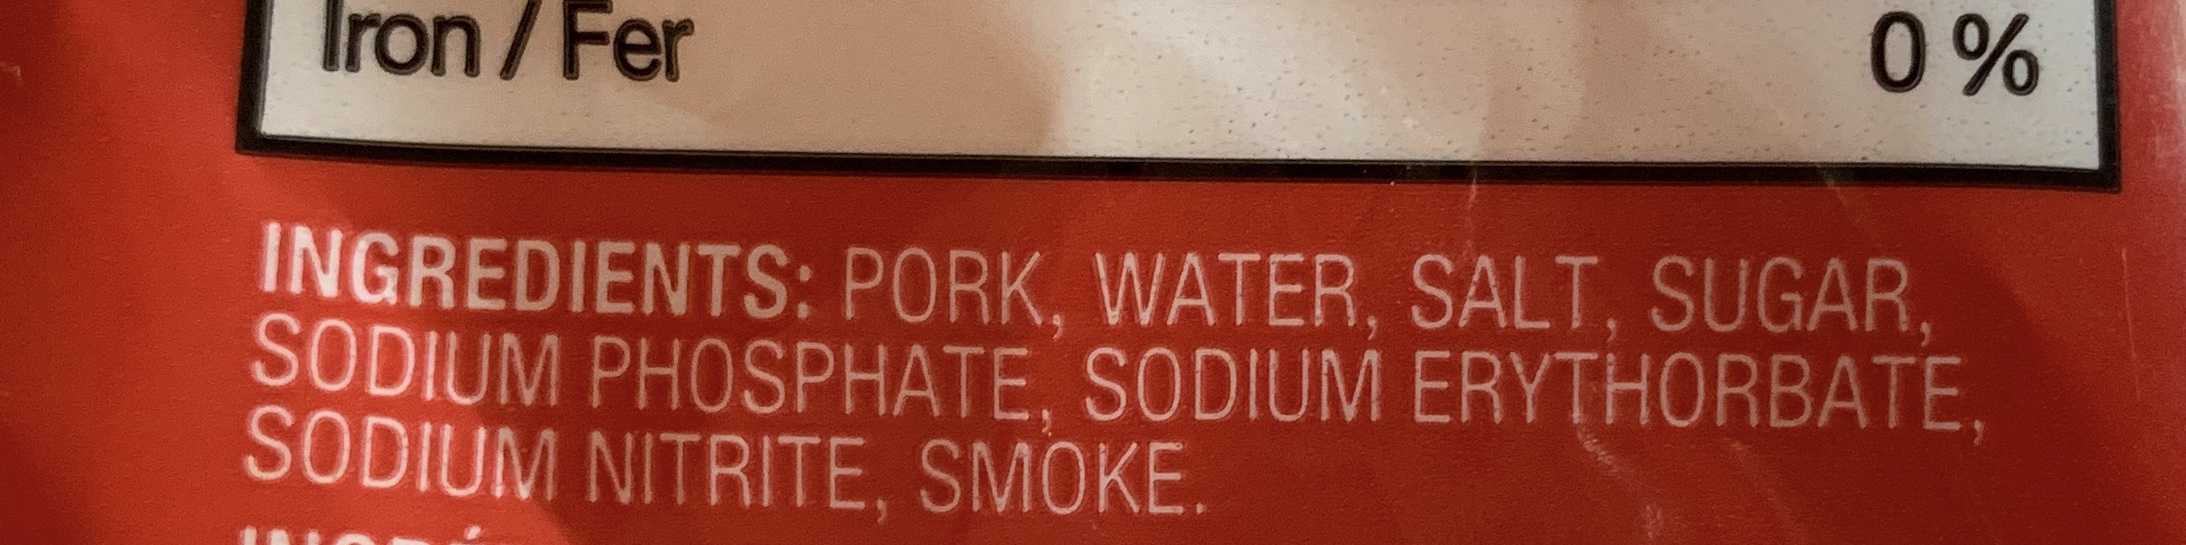 Iron / Fer 0 %
INGREDIENTS: PORK, WATER, SALT, SUGAR,
SODIUM PHOSPHATE, SODIUM ERYTHORBATE,
SODIUM NITRITE, SMOKE.